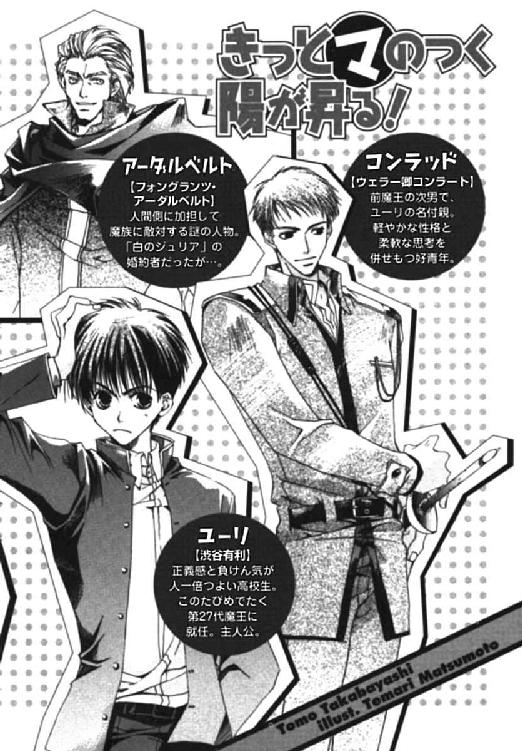 きっとマのつく
陽が昇る！
アーダルベルト
【フォングランツ・
アーダルベルト】
人間側に加担して
魔族に敵対する謎の人物。
「白のジュリア」の
婚約者だったが…。
コンラッド
【ウェラー卿コンラート】
前魔王の次男で、
ユーリの名付親。
軽やかな性格と
柔軟な思考を
併せもつ好青年。
ユーリ
【渋谷有利】
正義感と負けん気が
人一倍つよい高校生。
このたびめでたく
第27代魔王に
就任。主人公。
Tomo Takabayashi
illust. Temari Matsumoto